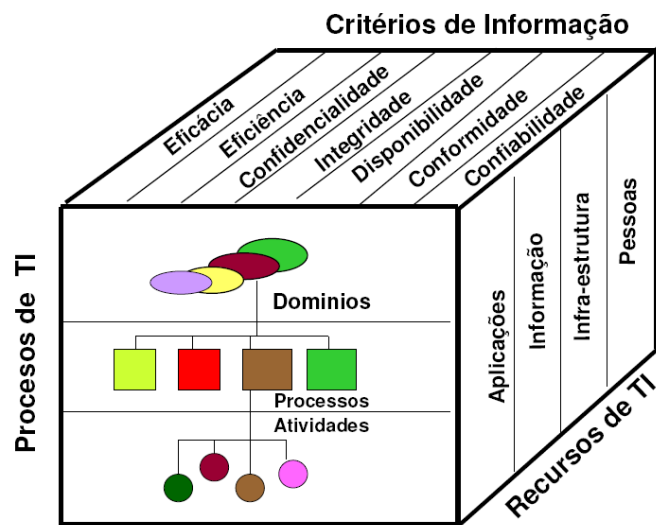 Critérios de Informação
Eficácia
Eficiência
Confidencialidade
Integridade
Disponibilidade
Conformidade
Confiabilidade
Procesos de TI
Dominios
Processos
Atividades
Aplicações
Informação
Infra-estrutura
Pessoas
Recursos de TI